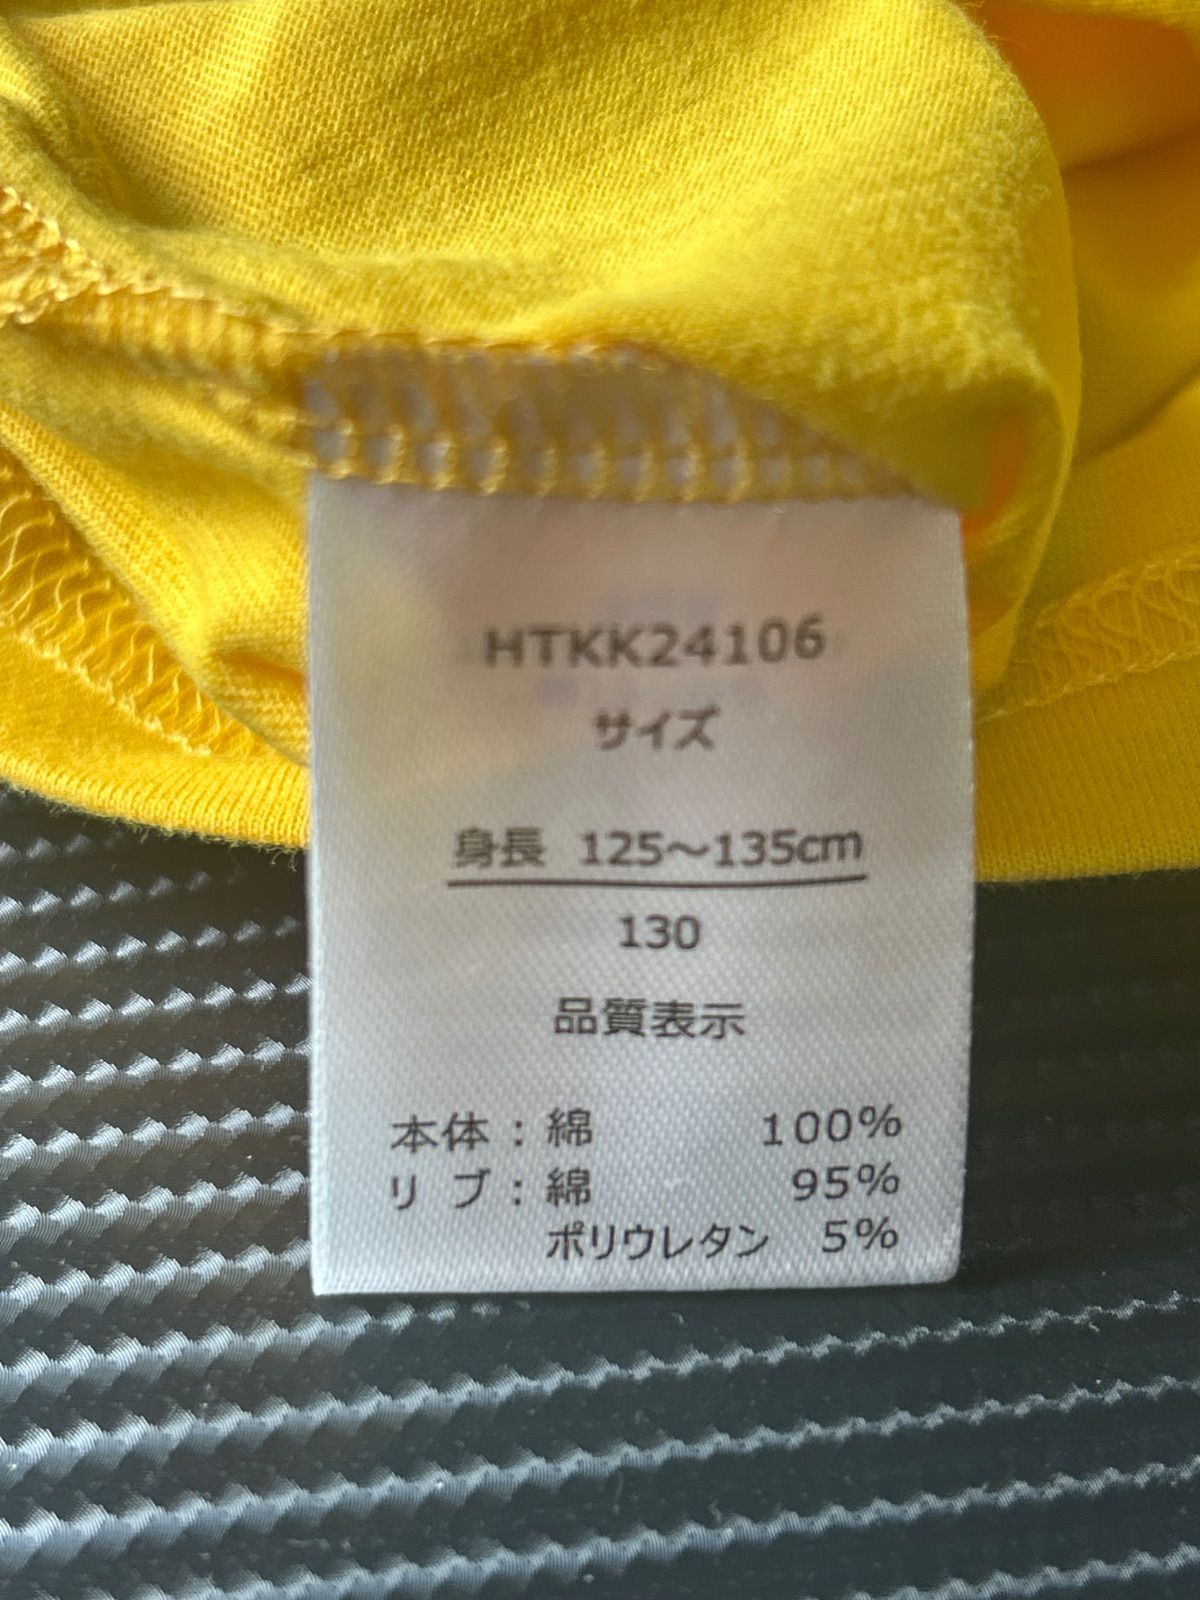 HTKK24106
サイズ
身長 125～135cm
130
品質表示
本体：綿 100%
リブ：綿 95%
ポリウレタン 5%